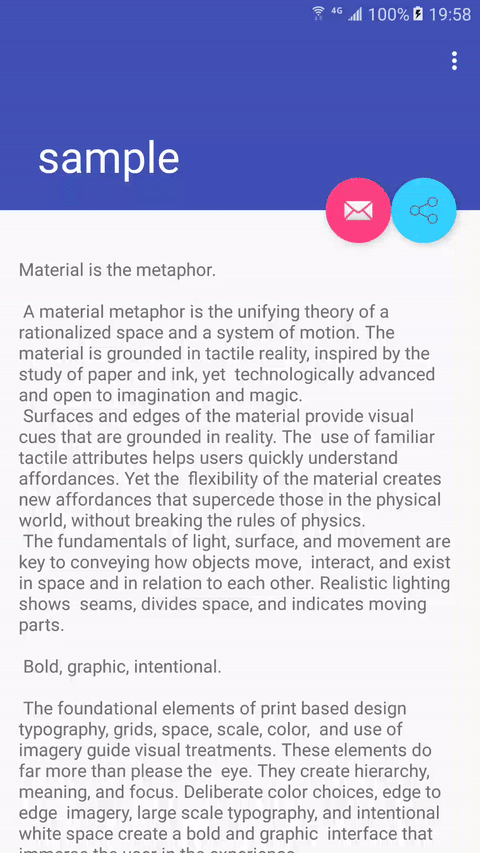 4G 100% 19:58
sample
Material is the metaphor.
A material metaphor is the unifying theory of a
rationalized space and a system of motion. The
material is grounded in tactile reality, inspired by the
study of paper and ink, yet  technologically advanced
and open to imagination and magic.
Surfaces and edges of the material provide visual
cues that are grounded in reality. The  use of familiar
tactile attributes helps users quickly understand
affordances. Yet the  flexibility of the material creates
new affordances that supercede those in the physical
world, without breaking the rules of physics.
The fundamentals of light, surface, and movement are
key to conveying how objects move,  interact, and exist
in space and in relation to each other. Realistic lighting
shows  seams, divides space, and indicates moving
parts.
Bold, graphic, intentional.
The foundational elements of print based design
typography, grids, space, scale, color,  and use of
imagery guide visual treatments. These elements do
far more than please the  eye. They create hierarchy,
meaning, and focus. Deliberate color choices, edge to
edge  imagery, large scale typography, and intentional
white space create a bold and graphic  interface that
immerse the user in the experience.